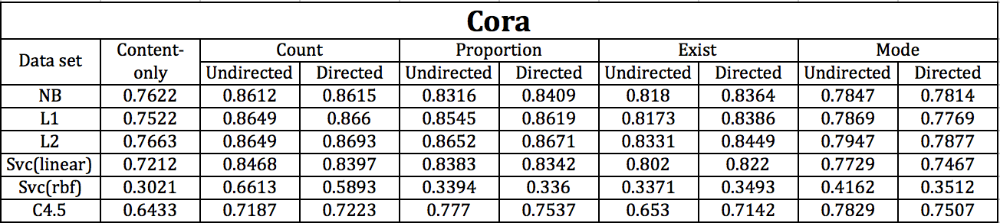 Cora
Data set Content-only Count Proportion Exist Mode
Undirected Directed Undirected Directed Undirected Directed Undirected Directed
NB 0.7622 0.8612 0.8615 0.8316 0.8409 0.818 0.8364 0.7847 0.7814
L1 0.7522 0.8649 0.866 0.8545 0.8619 0.8173 0.8386 0.7869 0.7769
L2 0.7663 0.8649 0.8693 0.8652 0.8671 0.8331 0.8449 0.7947 0.7877
Svc(linear) 0.7212 0.8468 0.8397 0.8383 0.8342 0.802 0.822 0.7729 0.7467
Svc(rbf) 0.3021 0.6613 0.5893 0.3394 0.336 0.3371 0.3493 0.4162 0.3512
C4.5 0.6433 0.7187 0.7223 0.777 0.7537 0.653 0.7142 0.7829 0.7507